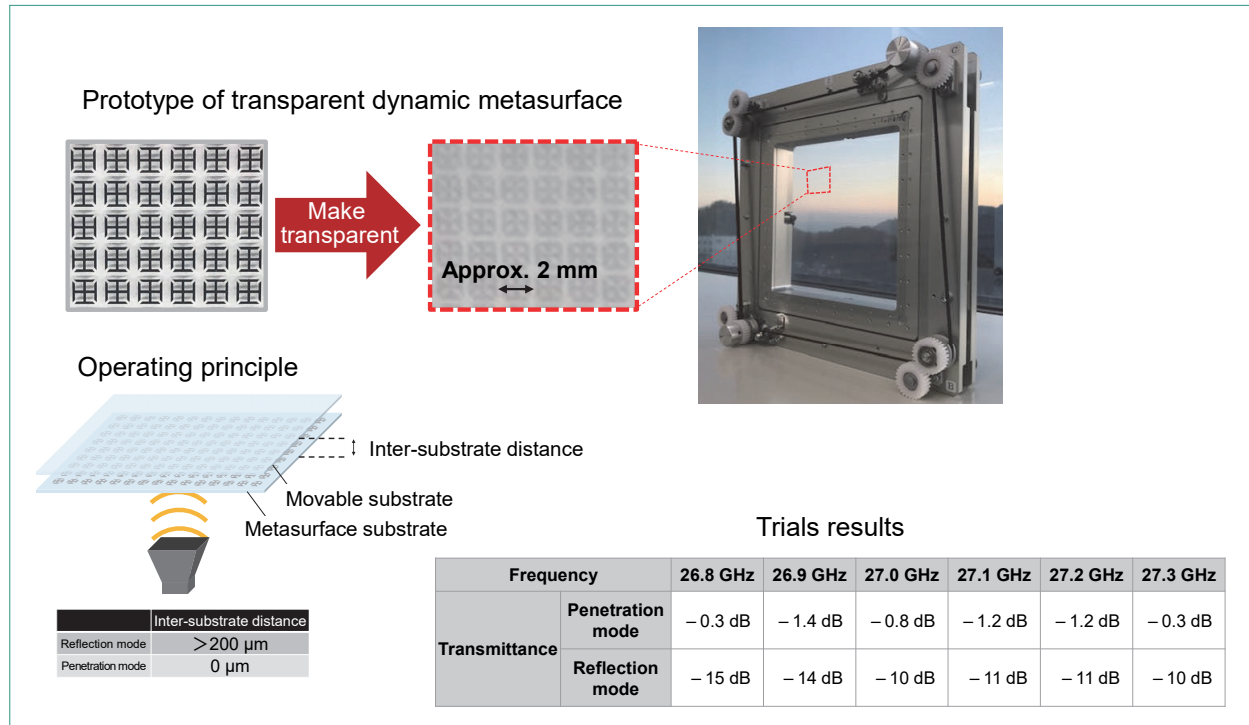 Prototype of transparent dynamic metasurface
Make
transparent
Approx. 2 mm
C
B
Operating principle
Inter-substrate distance
Movable substrate
Metasurface substrate
Inter-substrate distance
Reflection mode >200 µm
Penetration mode 0 µm
Trials results
Frequency 26.8 GHz 26.9 GHz 27.0 GHz 27.1 GHz 27.2 GHz 27.3 GHz
Transmittance Penetration mode – 0.3 dB – 1.4 dB – 0.8 dB – 1.2 dB – 1.2 dB – 0.3 dB
Reflection mode – 15 dB – 14 dB – 10 dB – 11 dB – 11 dB – 10 dB